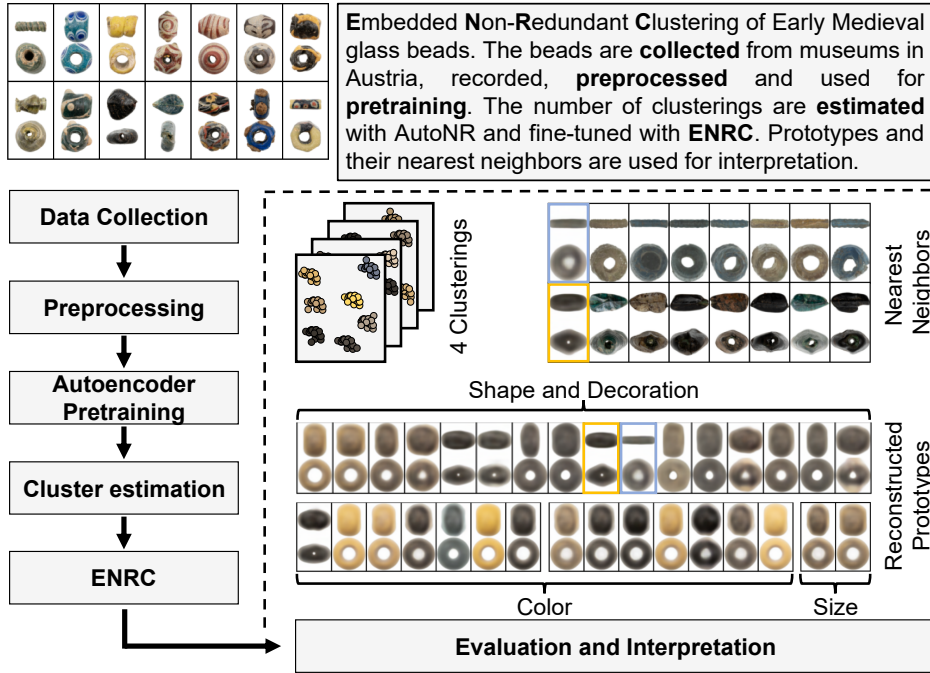 Embedded Non-Redundant Clustering of Early Medieval
glass beads. The beads are collected from museums in
Austria, recorded, preprocessed and used for
pretraining. The number of clusterings are estimated
with AutoNR and fine-tuned with ENRC. Prototypes and
their nearest neighbors are used for interpretation.
Data Collection
Preprocessing
Autoencoder
Pretraining
Cluster estimation
ENRC
4 Clusterings
Nearest
Neighbors
Shape and Decoration
Reconstructed
Prototypes
Color
Size
Evaluation and Interpretation